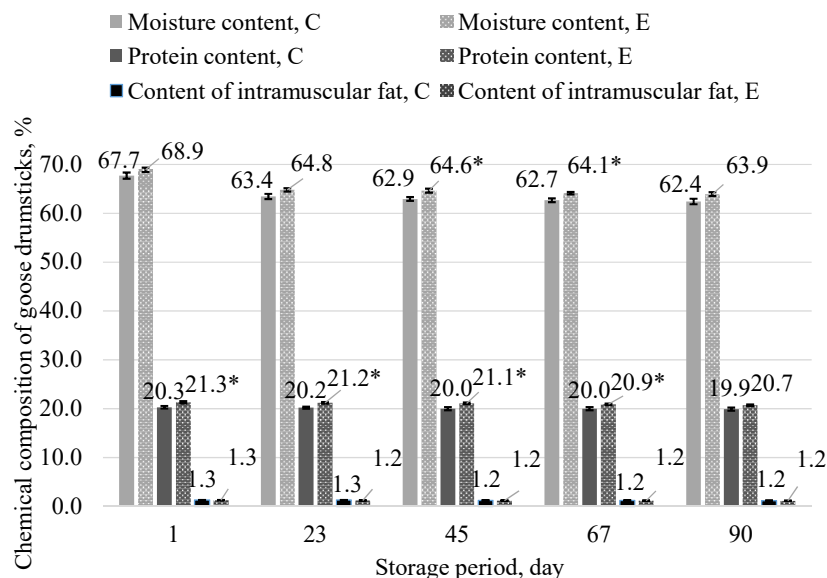 Moisture content, C Moisture content, E
Protein content, C Protein content, E
Content of intramuscular fat, C Content of intramuscular fat, E
Chemical composition of goose drumsticks, %
70.0
60.0
50.0
40.0
30.0
20.0
10.0
0.0
67.7 68.9 63.4 64.8 62.9 64.6* 62.7 64.1* 62.4 63.9
20.3 21.3* 20.2 21.2* 20.0 21.1* 20.0 20.9* 19.9 20.7
1.3 1.3 1.3 1.2 1.2 1.2 1.2 1.2 1.2 1.2
1 23 45 67 90
Storage period, day